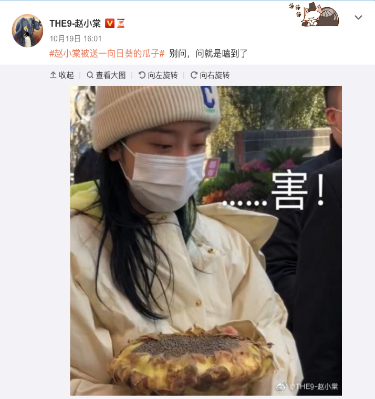 THE9-赵小棠
10月19日 16:01
#赵小棠被送一向日葵的瓜子# 别问，问就是嗑到了
收起 查看大图 向左旋转 向右旋转
C
……害！
@THE9-赵小棠